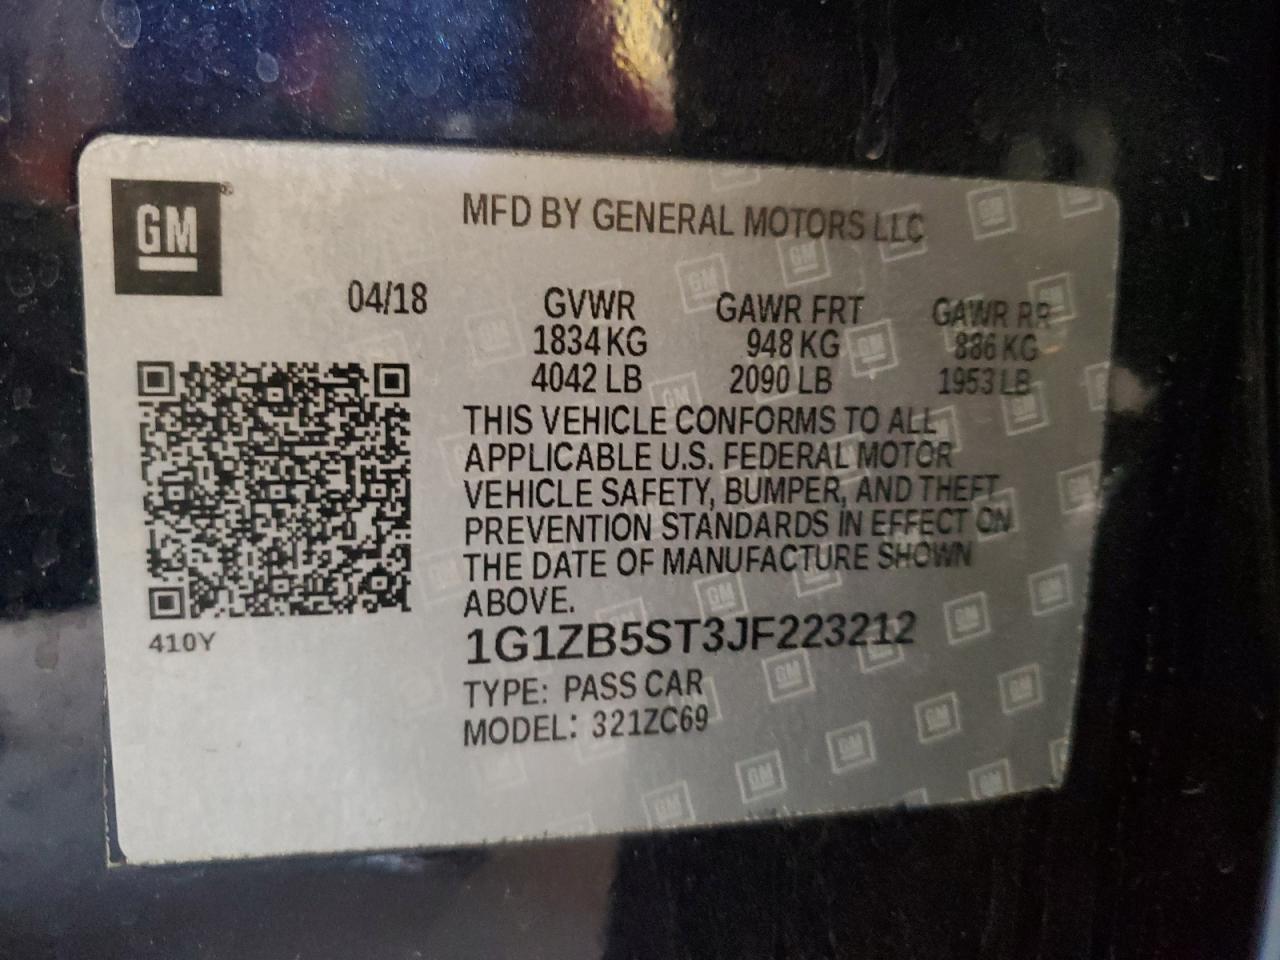 GM
MFD BY GENERAL MOTORS LLC
04/18
GVWR GAWR FRT GAWR RR
1834 KG 948 KG 886 KG
4042 LB 2090 LB 1953 LB
THIS VEHICLE CONFORMS TO ALL
APPLICABLE U.S. FEDERAL MOTOR
VEHICLE SAFETY, BUMPER, AND THEFT
PREVENTION STANDARDS IN EFFECT ON
THE DATE OF MANUFACTURE SHOWN
ABOVE.
410Y
1G1ZB5ST3JF223212
TYPE: PASS CAR
MODEL: 321ZC69